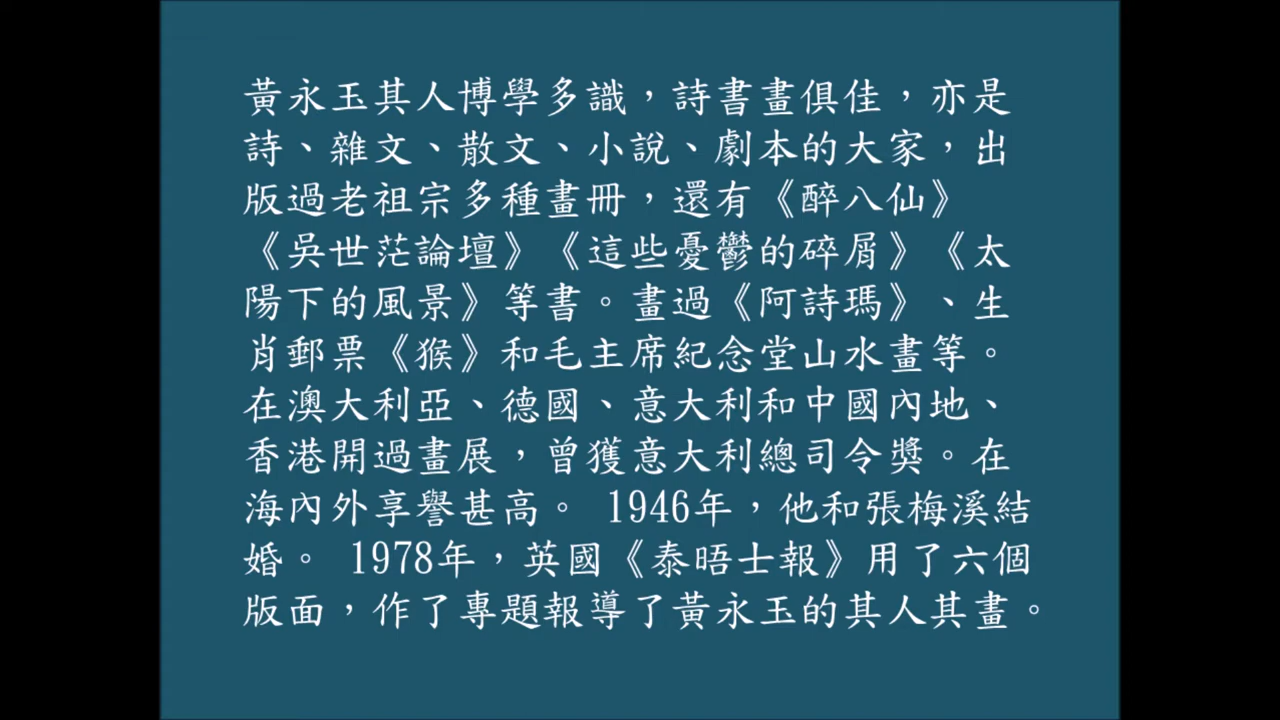 黃永玉其人博學多識，詩書畫俱佳，亦是
詩、雜文、散文、小說、劇本的大家，出
版過老祖宗多種畫冊，還有《醉八仙》
《吳世茫論壇》《這些憂鬱的碎屑》《太
陽下的風景》等書。畫過《阿詩瑪》、生
肖郵票《猴》和毛主席紀念堂山水畫等。
在澳大利亞、德國、意大利和中國內地、
香港開過畫展，曾獲意大利總司令獎。在
海內外享譽甚高。 1946年，他和張梅溪結
婚。 1978年，英國《泰晤士報》用了六個
版面，作了專題報導了黃永玉的其人其畫。